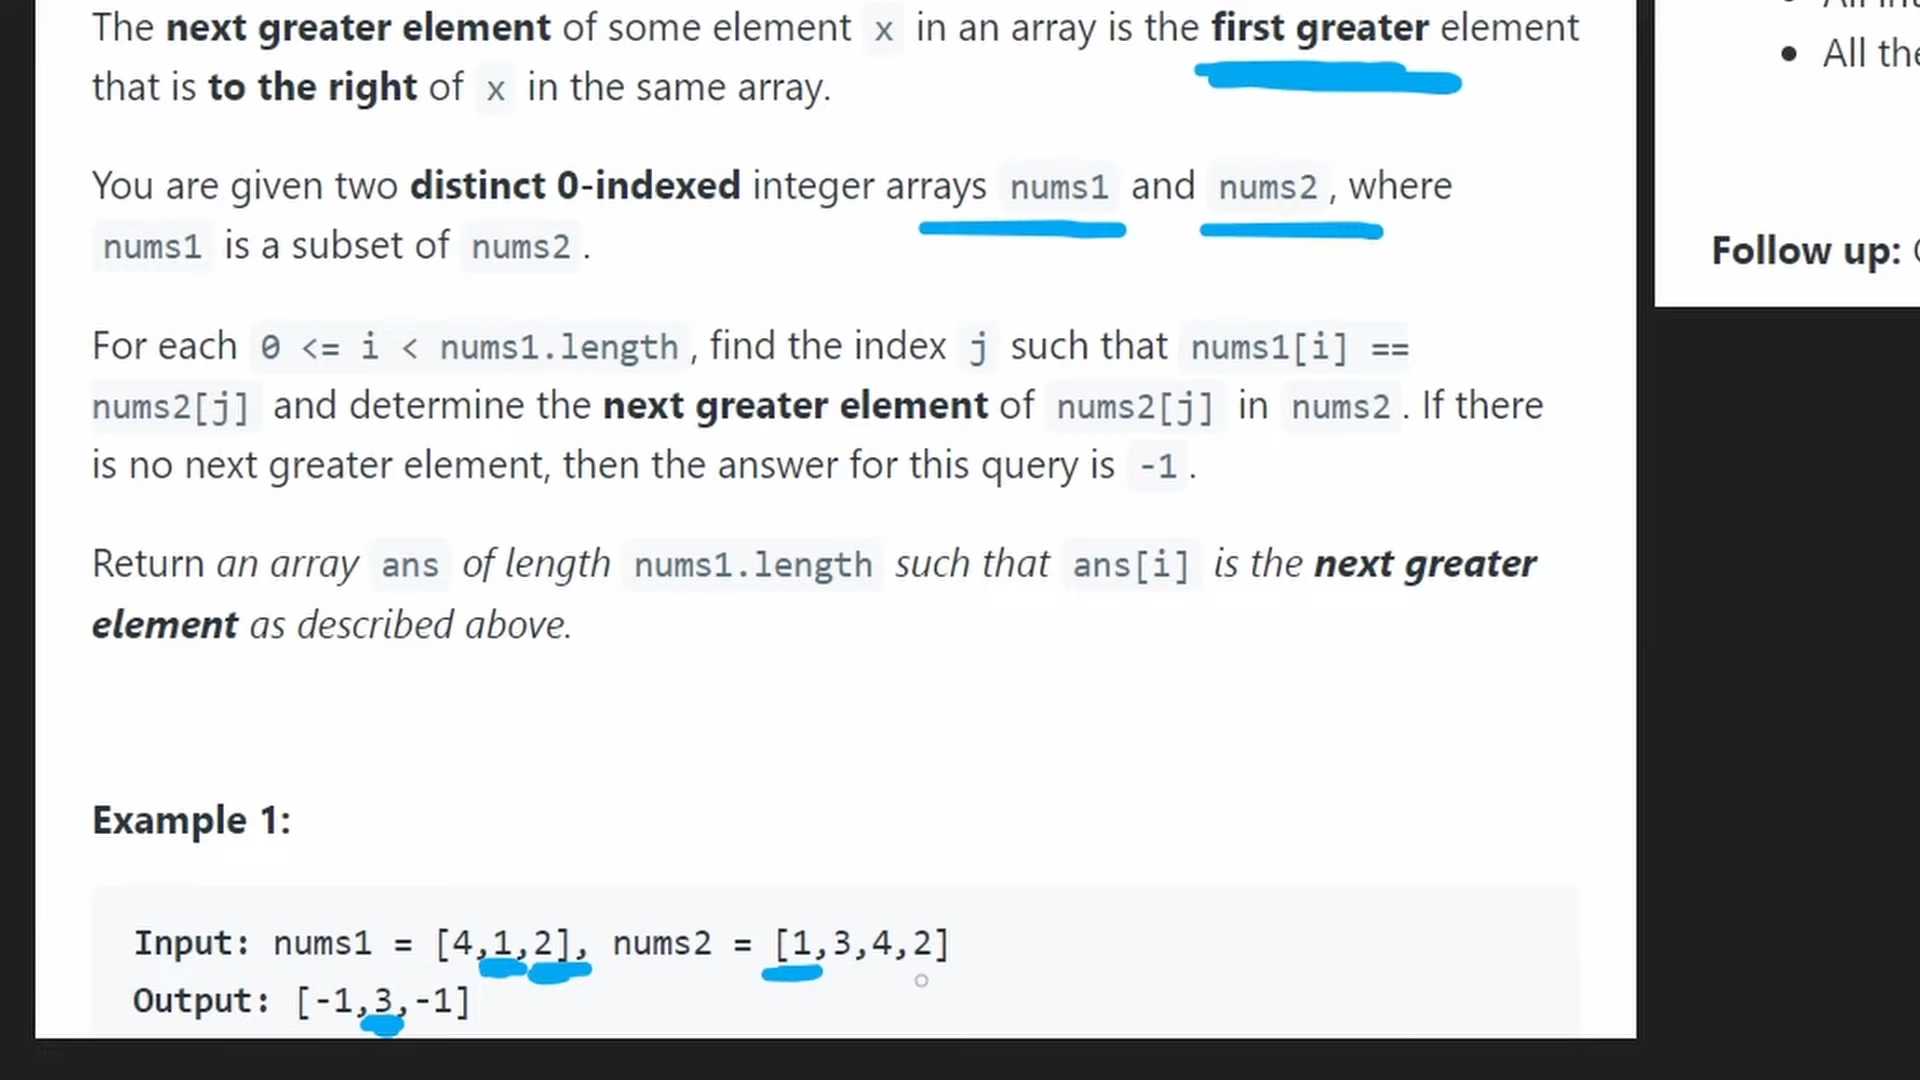 The next greater element of some element x in an array is the first greater element
that is to the right of x in the same array.
You are given two distinct 0-indexed integer arrays nums1 and nums2, where
nums1 is a subset of nums2.
For each 0 <= i < nums1.length, find the index j such that nums1[i] ==
nums2[j] and determine the next greater element of nums2[j] in nums2. If there
is no next greater element, then the answer for this query is -1.
Return an array ans of length nums1.length such that ans[i] is the next greater
element as described above.
Example 1:
Input: nums1 = [4,1,2], nums2 = [1,3,4,2]
Output: [-1,3,-1]
All the
Follow up: